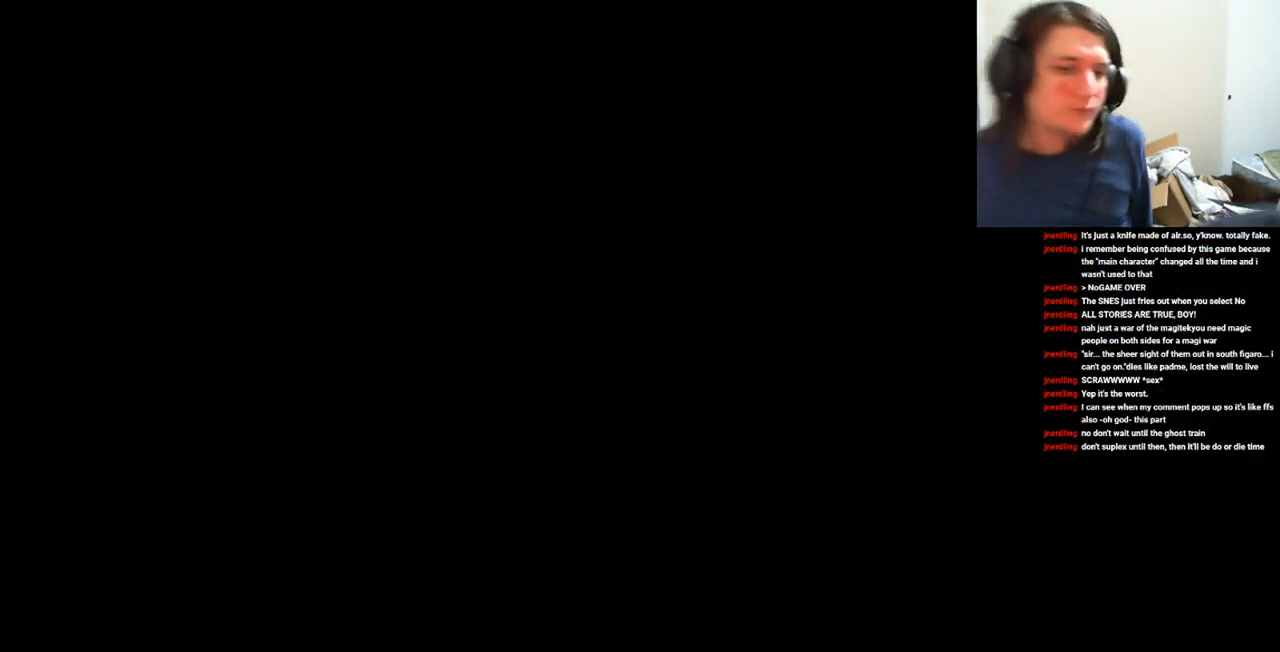 jnerdling it's just a knife made of air.so, y'know. totally fake.
jnerdling i remember being confused by this game because
the "main character" changed all the time and i
wasn't used to that
jnerdling > NoGAME OVER
jnerdling The SNES just fries out when you select No
jnerdling ALL STORIES ARE TRUE, BOY!
jnerdling nah just a war of the magitekyou need magic
people on both sides for a magi war
jnerdling "sir... the sheer sight of them out in south figaro... i
can't go on."dies like padme, lost the will to live
jnerdling SCRAWWWWW *sex*
jnerdling Yep it's the worst.
jnerdling I can see when my comment pops up so it's like ffs
also -oh god- this part
jnerdling no don't wait until the ghost train
jnerdling don't suplex until then, then it'll be do or die time